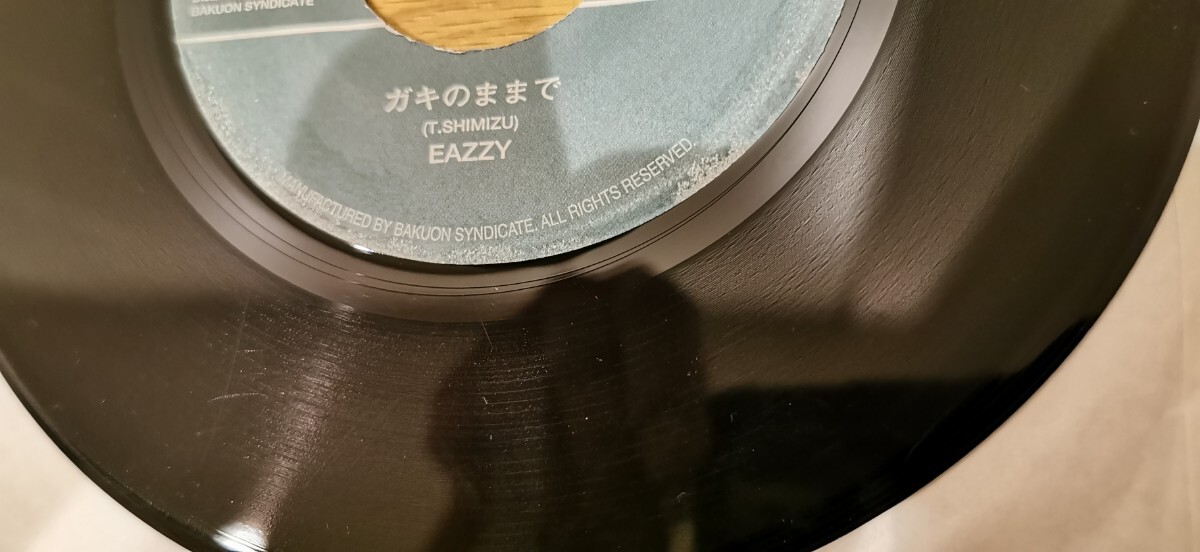 BAKUON SYNDICATE
ガキのままで
(T.SHIMIZU)
EAZZY
MANUFACTURED BY BAKUON SYNDICATE. ALL RIGHTS RESERVED.